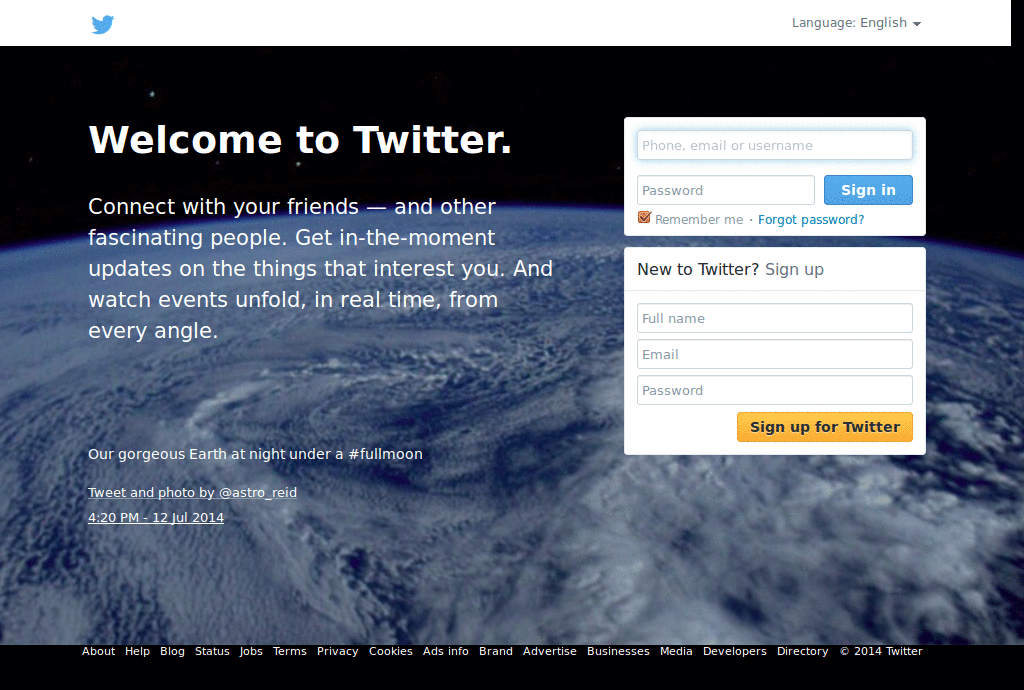 Language: English
Welcome to Twitter.
Connect with your friends — and other
fascinating people. Get in-the-moment
updates on the things that interest you. And
watch events unfold, in real time, from
every angle.
Our gorgeous Earth at night under a #fullmoon
Tweet and photo by @astro_reid
4:20 PM - 12 Jul 2014
Phone, email or username
Password
Sign in
Remember me · Forgot password?
New to Twitter? Sign up
Full name
Email
Password
Sign up for Twitter
About Help Blog Status Jobs Terms Privacy Cookies Ads info Brand Advertise Businesses Media Developers Directory © 2014 Twitter